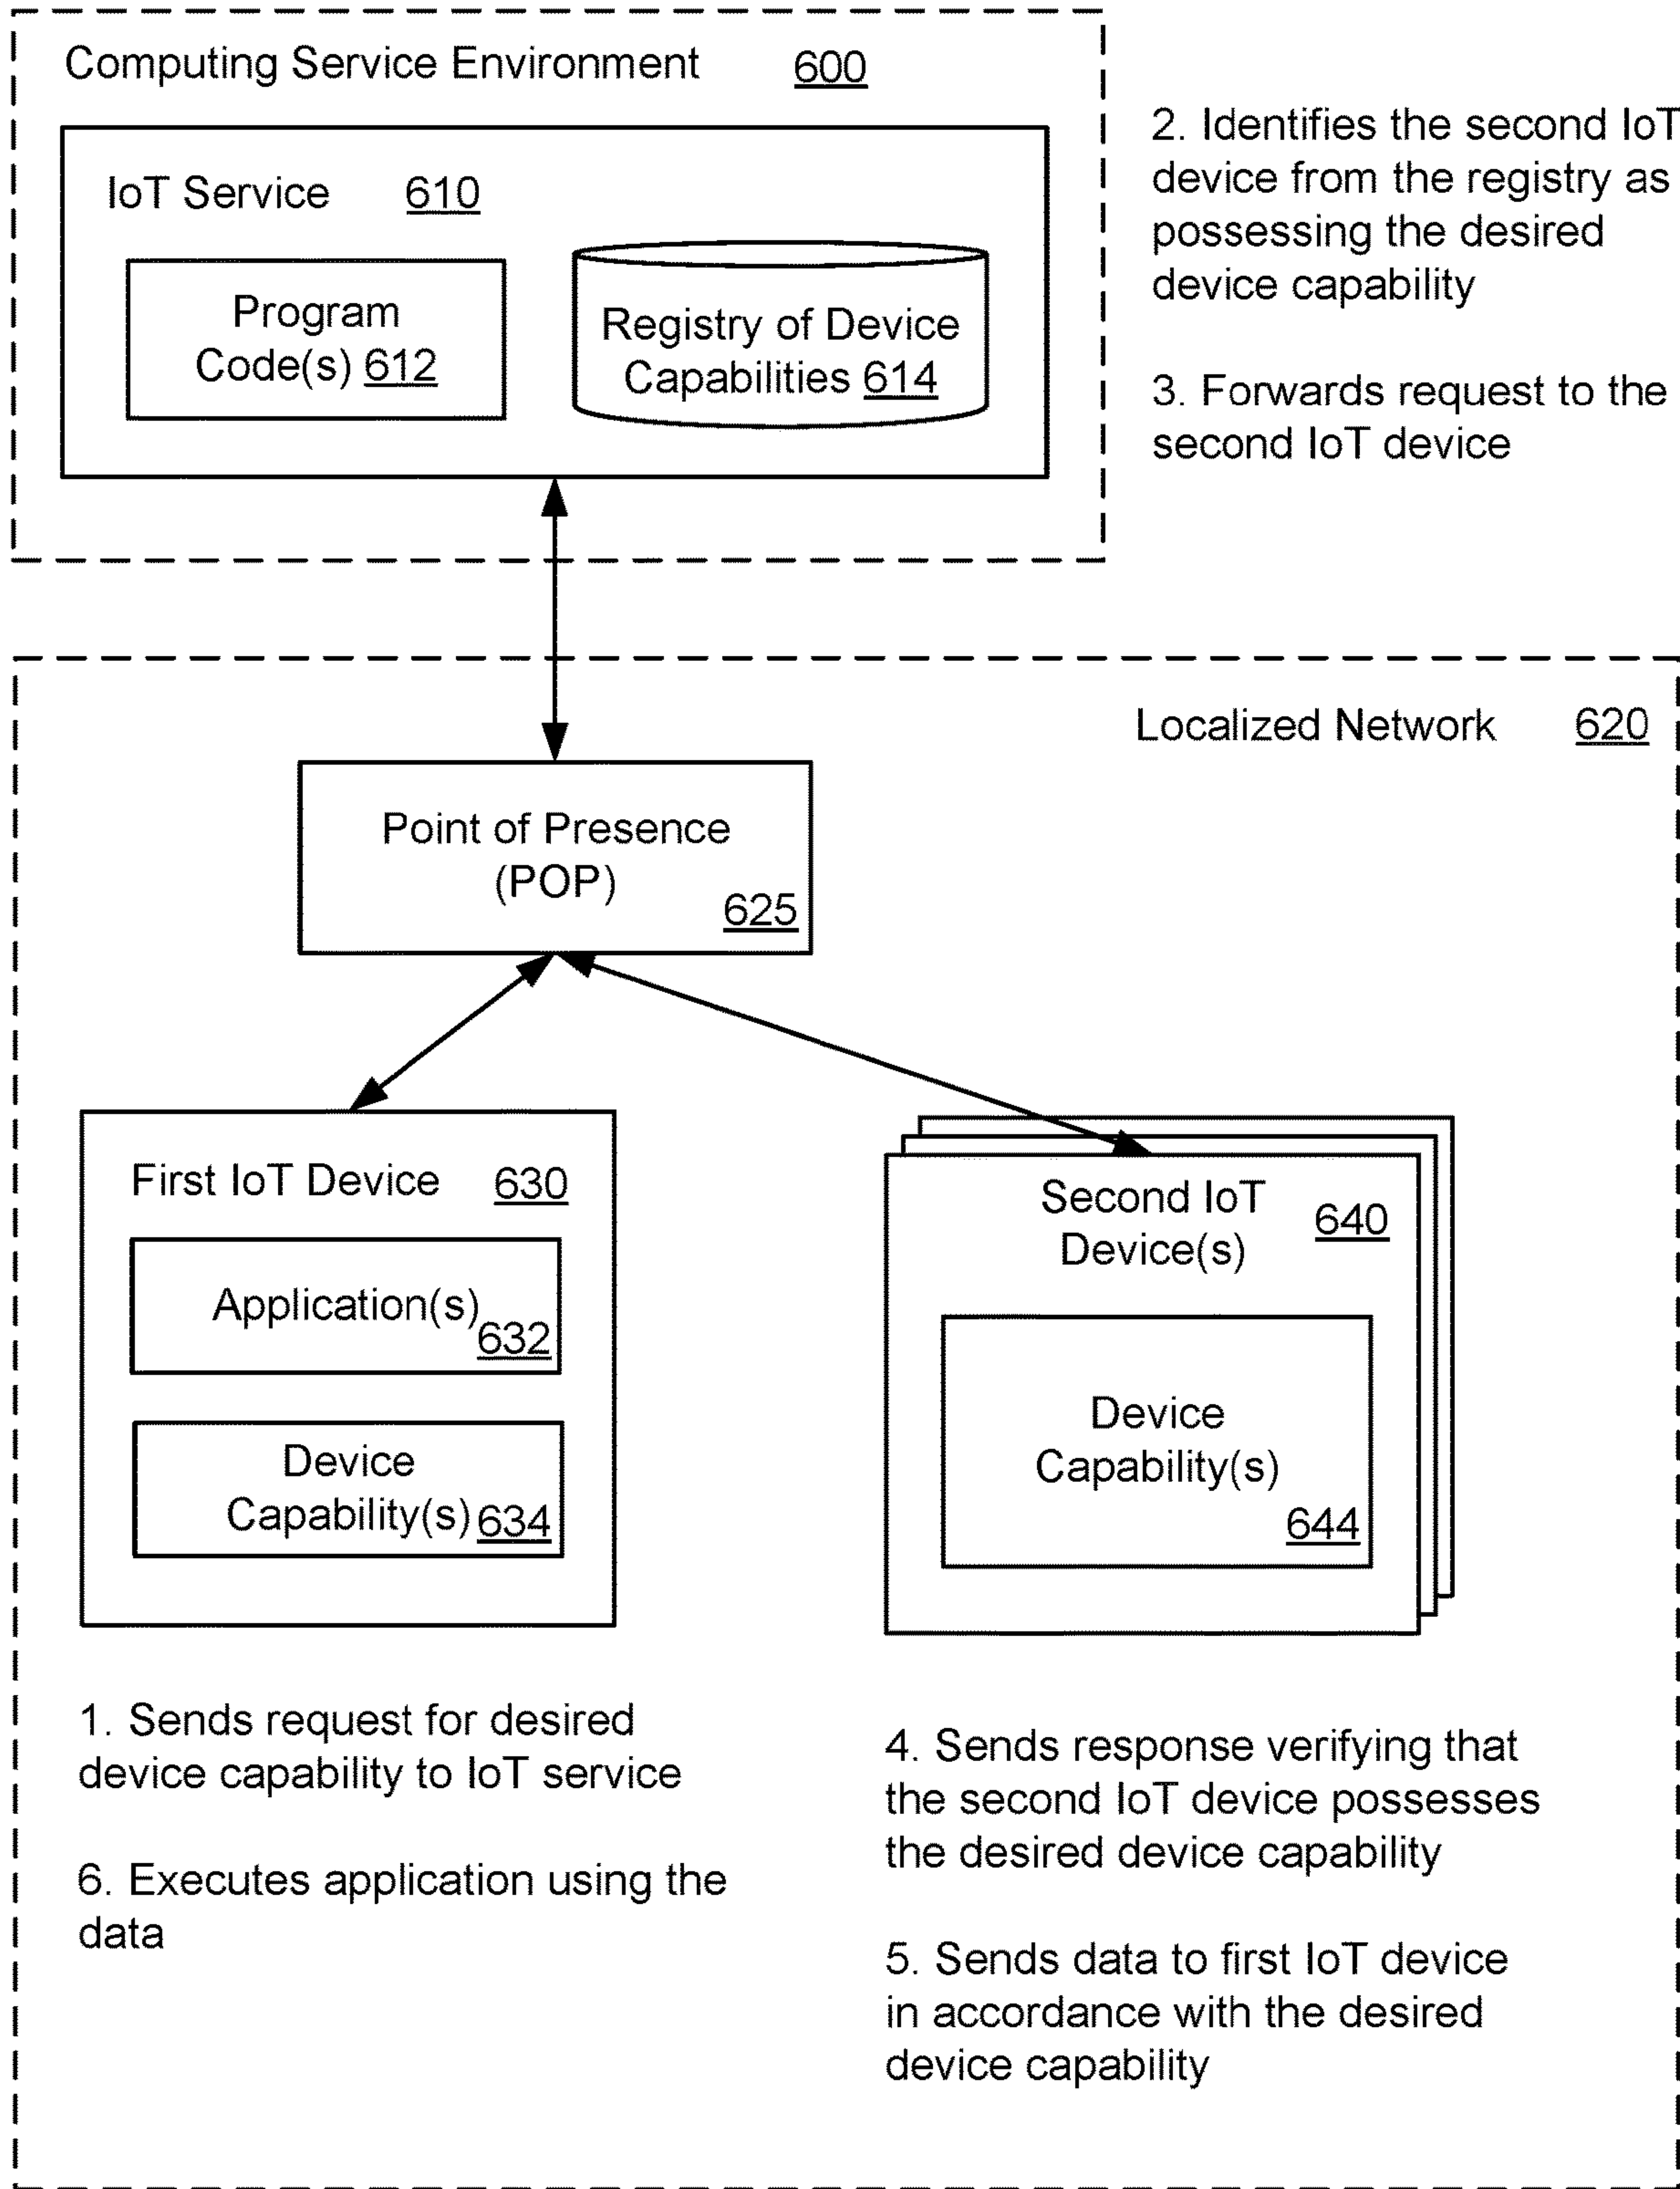 Computing Service Environment 600
IoT Service 610
Program
Code(s) 612
Registry of Device
Capabilities 614
2. Identifies the second IoT
device from the registry as
possessing the desired
device capability
3. Forwards request to the
second IoT device
Localized Network 620
Point of Presence
(POP)
625
First IoT Device 630
Application(s)
632
Device
Capability(s) 634
Second IoT
Device(s)
640
Device
Capability(s)
644
1. Sends request for desired
device capability to IoT service
6. Executes application using the
data
4. Sends response verifying that
the second IoT device possesses
the desired device capability
5. Sends data to first IoT device
in accordance with the desired
device capability